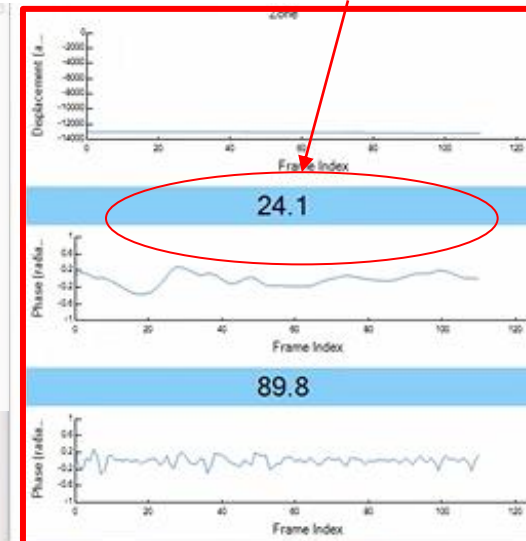 Zone
Displacement (a...
0
-2000
-4000
-6000
-8000
-10000
-12000
-14000
0 20 40 60 80 100 120
Frame Index
24.1
Phase (radia...
1
0.6
0.2
-0.2
-0.6
-1
0 20 40 60 80 100 120
Frame Index
89.8
Phase (radia...
1
0.6
0.2
-0.2
-0.6
-1
0 20 40 60 80 100 120
Frame Index